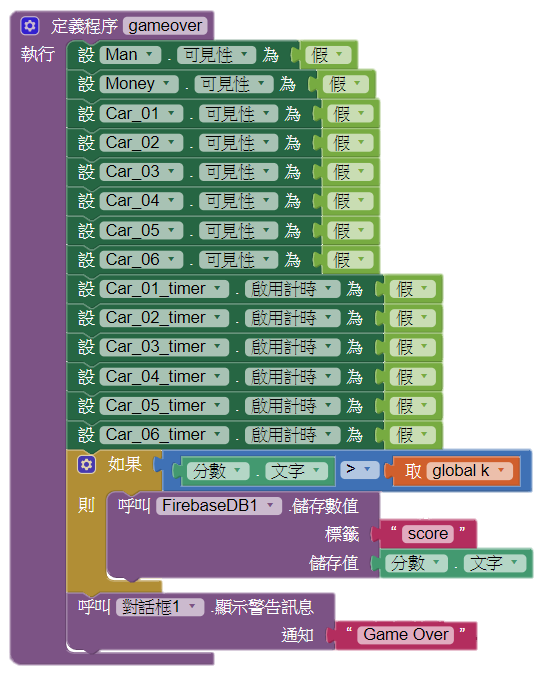 定義程序 gameover
執行 設 Man . 可見性 為 假
設 Money . 可見性 為 假
設 Car_01 . 可見性 為 假
設 Car_02 . 可見性 為 假
設 Car_03 . 可見性 為 假
設 Car_04 . 可見性 為 假
設 Car_05 . 可見性 為 假
設 Car_06 . 可見性 為 假
設 Car_01_timer . 啟用計時 為 假
設 Car_02_timer . 啟用計時 為 假
設 Car_03_timer . 啟用計時 為 假
設 Car_04_timer . 啟用計時 為 假
設 Car_05_timer . 啟用計時 為 假
設 Car_06_timer . 啟用計時 為 假
如果 分數 . 文字 > 取 global k
則 呼叫 FirebaseDB1 .儲存數值
標籤 “ score ”
儲存值 分數 . 文字
呼叫 對話框1 .顯示警告訊息
通知 “ Game Over ”